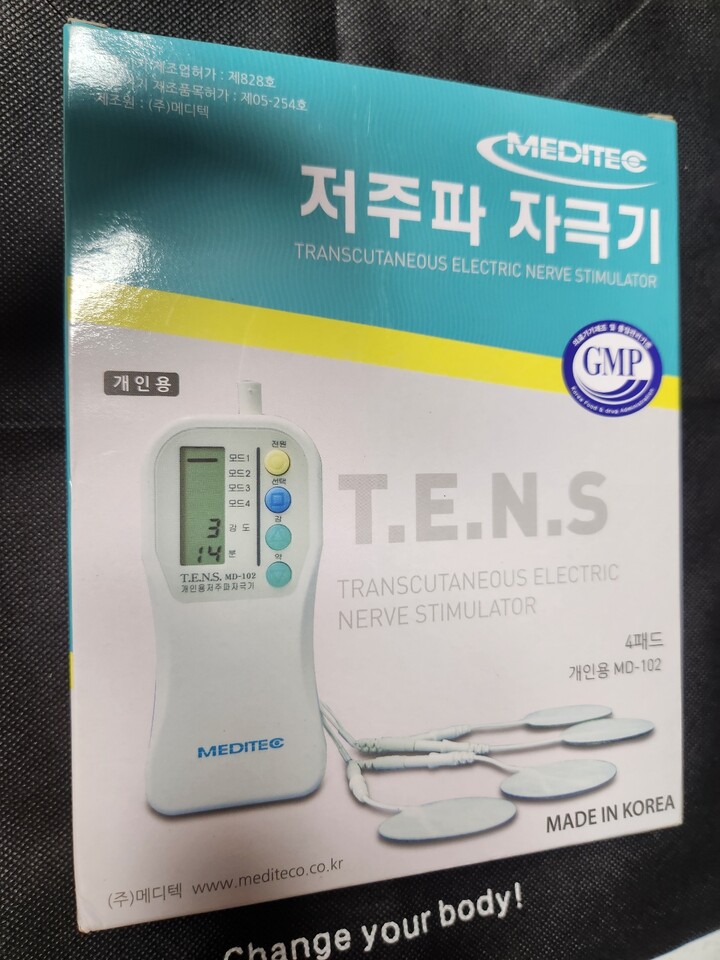 제조업허가 : 제828호
제조품목허가 : 제05-254호
제조원 : (주)메디텍
MEDITEC
저주파 자극기
TRANSCUTANEOUS ELECTRIC NERVE STIMULATOR
GMP
Korea Food & drug Administration
개인용
전원
모드1
모드2
선택
모드3
모드4
강
3 강 도
약
14 분
T.E.N.S. MD-102
개인용저주파자극기
MEDITEC
T.E.N.S
TRANSCUTANEOUS ELECTRIC
NERVE STIMULATOR
4패드
개인용 MD-102
MADE IN KOREA
(주)메디텍 www.mediteco.co.kr
Change your body!